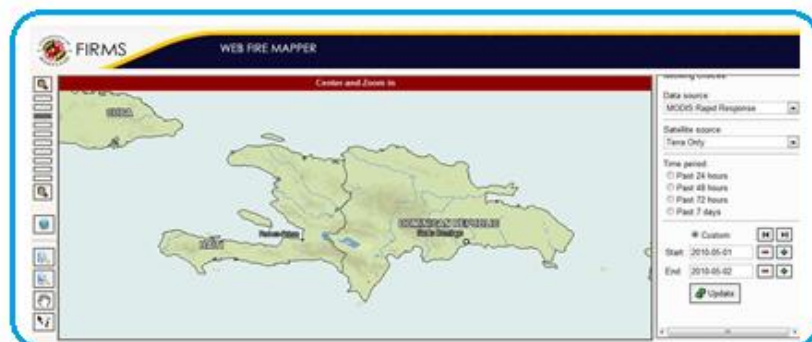 FIRMS
WEB FIRE MAPPER
Center and Zoom in
CUBA
HAITI
DOMINICAN REPUBLIC
Santo Domingo
Data source
MODIS Rapid Response
Satellite source
Terra Only
Time period
Past 24 hours
Past 48 hours
Past 72 hours
Past 7 days
Custom
Start 2010-05-01
End 2010-05-02
Update